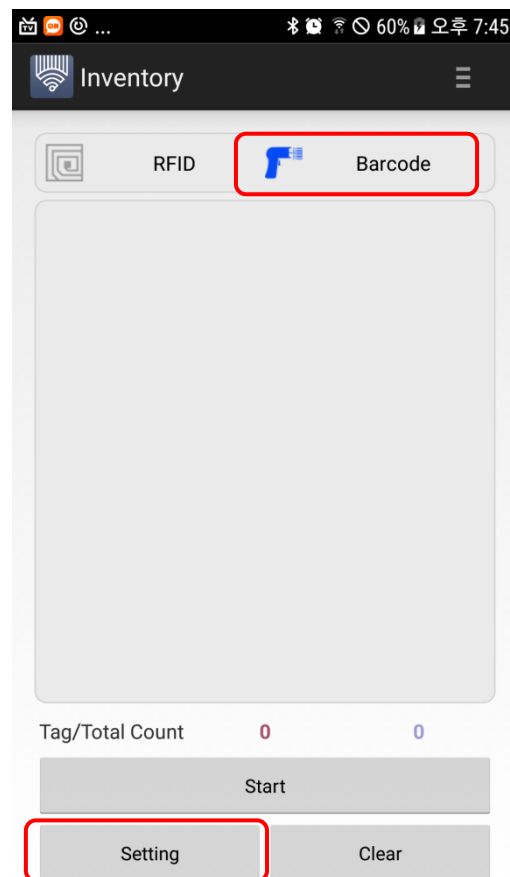 ... 60% 오후 7:45
Inventory
RFID Barcode
Tag/Total Count 0 0
Start
Setting Clear